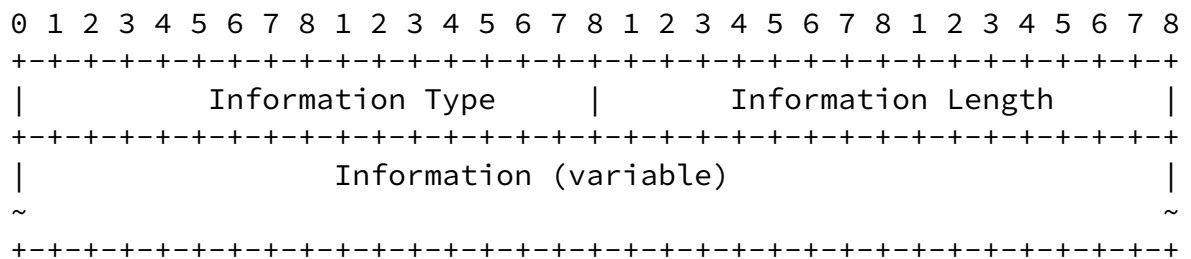 0 1 2 3 4 5 6 7 8 1 2 3 4 5 6 7 8 1 2 3 4 5 6 7 8 1 2 3 4 5 6 7 8
+-+-+-+-+-+-+-+-+-+-+-+-+-+-+-+-+-+-+-+-+-+-+-+-+-+-+-+-+-+-+-+-+
|          Information Type     |       Information Length      |
+-+-+-+-+-+-+-+-+-+-+-+-+-+-+-+-+-+-+-+-+-+-+-+-+-+-+-+-+-+-+-+-+
|                 Information (variable)                        |
~                                                               ~
+-+-+-+-+-+-+-+-+-+-+-+-+-+-+-+-+-+-+-+-+-+-+-+-+-+-+-+-+-+-+-+-+